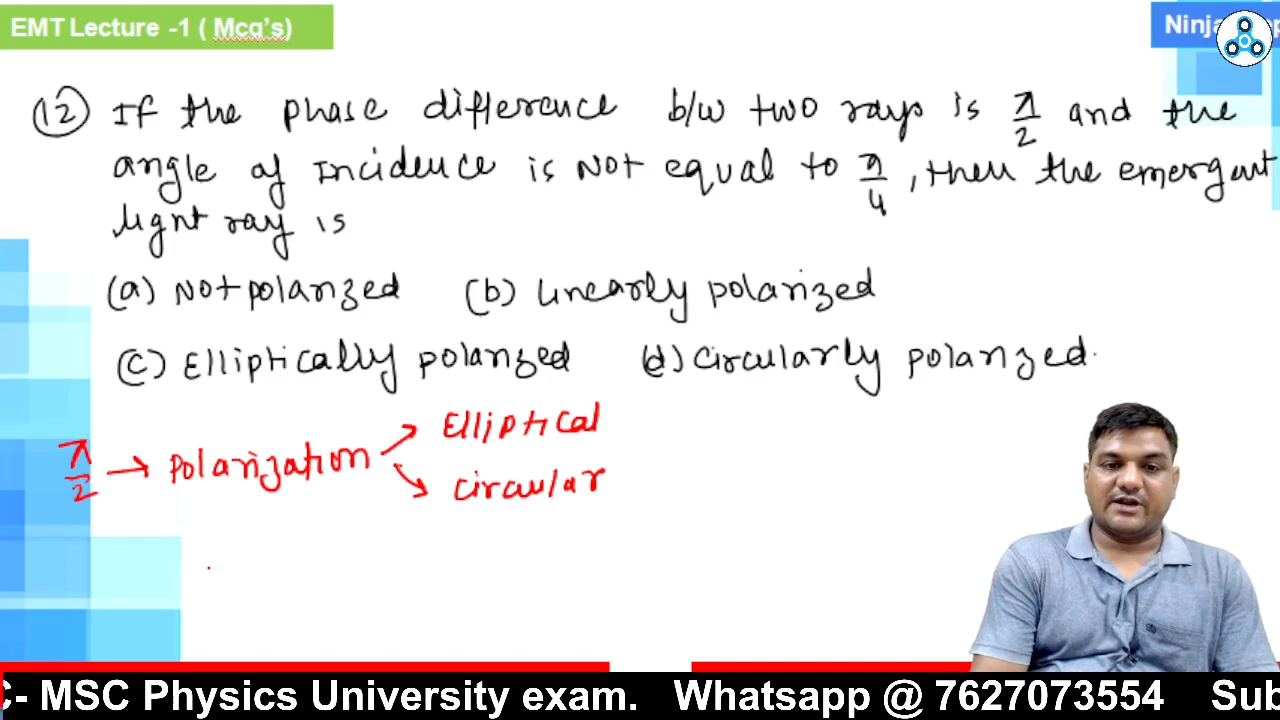 EMT Lecture -1 ( Mcq's)
Ninja
(12) If the phase difference b/w two rays is π/2 and the
angle of Incidence is Not equal to π/4, then the emergent
light ray is
(a) Not polarized (b) Linearly polarized
(c) Elliptically polarized (d) Circularly polarized.
π/2 → Polarization → Elliptical
→ Circular
C- MSC Physics University exam. Whatsapp @ 7627073554 Sub